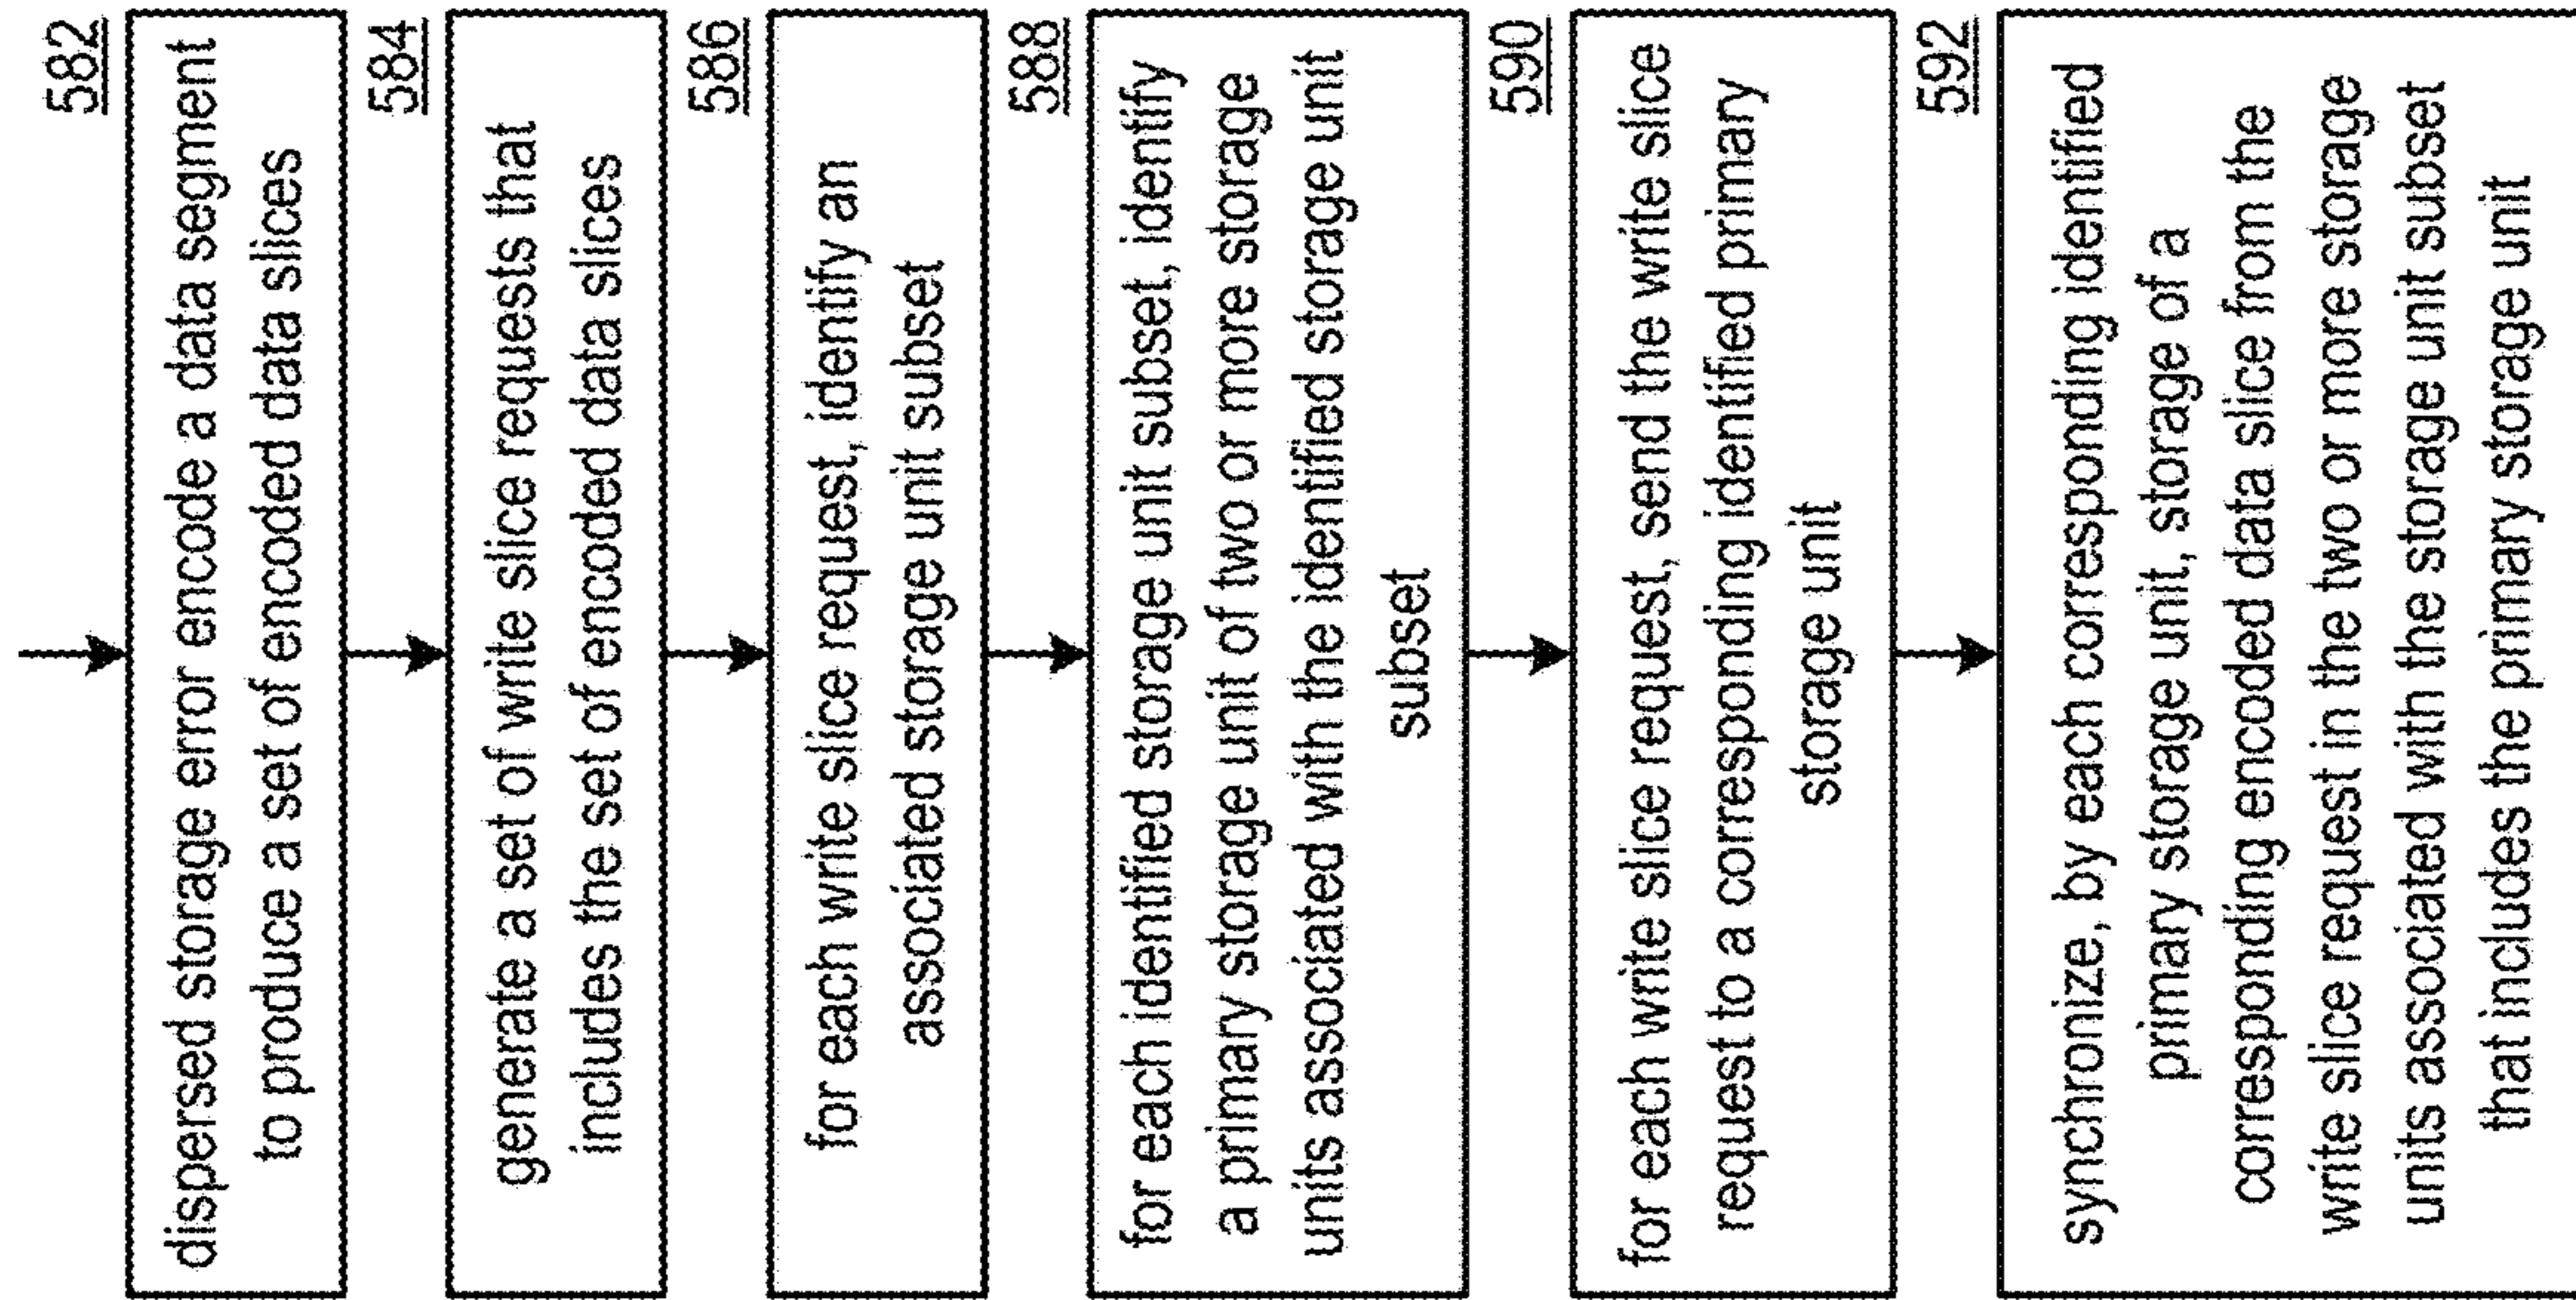 582
dispersed storage error encode a data segment
to produce a set of encoded data slices
584
generate a set of write slice requests that
includes the set of encoded data slices
586
for each write slice request, identify an
associated storage unit subset
588
for each identified storage unit subset, identify
a primary storage unit of two or more storage
units associated with the identified storage unit
subset
590
for each write slice request, send the write slice
request to a corresponding identified primary
storage unit
592
synchronize, by each corresponding identified
primary storage unit, storage of a
corresponding encoded data slice from the
write slice request in the two or more storage
units associated with the storage unit subset
that includes the primary storage unit